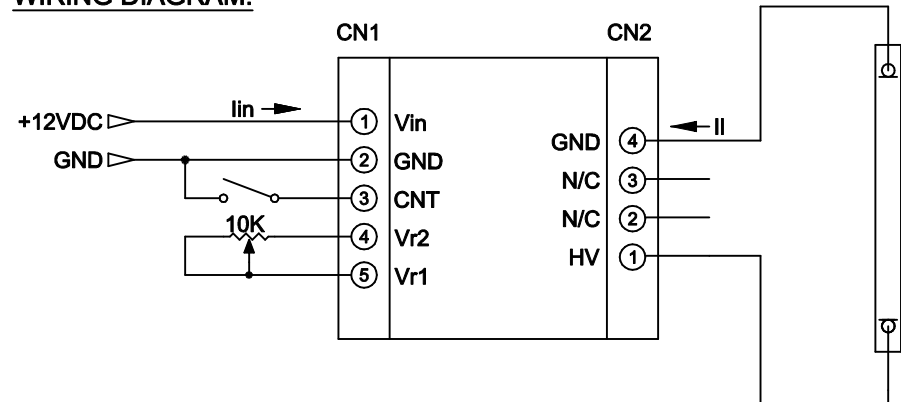 WIRING DIAGRAM:
CN1
CN2
+12VDC
Iin
1
Vin
GND
2
GND
3
CNT
10K
4
Vr2
5
Vr1
GND
4
Il
N/C
3
N/C
2
HV
1